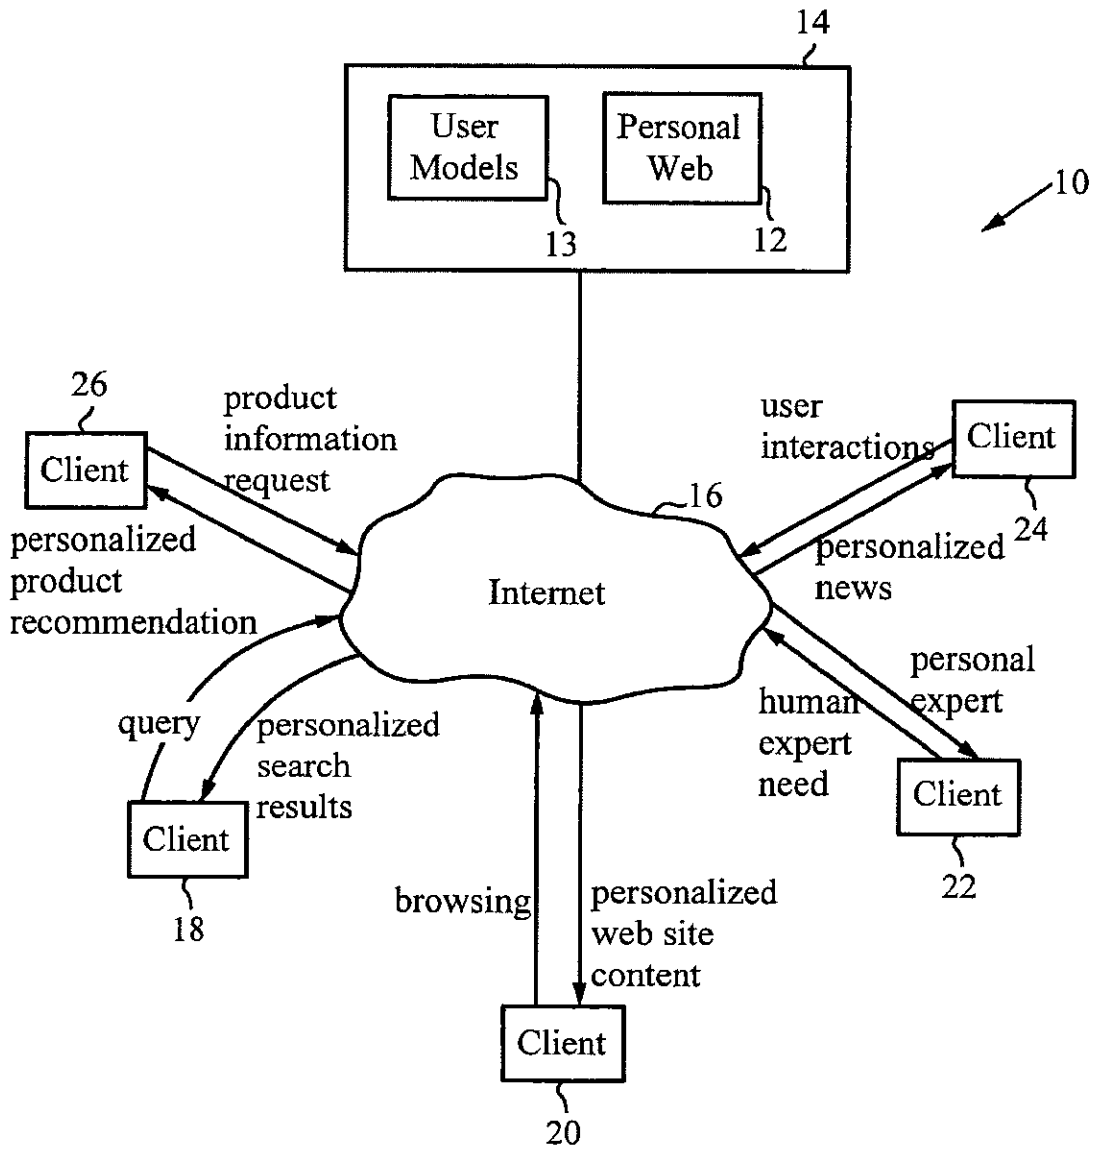 14
User
Models
Personal
Web
13
12
10
26
Client
product
information
request
user
interactions
Client
24
16
personalized
product
recommendation
Internet
personalized
news
query
personalized
search
results
human
expert
need
personal
expert
Client
18
Client
22
browsing
personalized
web site
content
Client
20